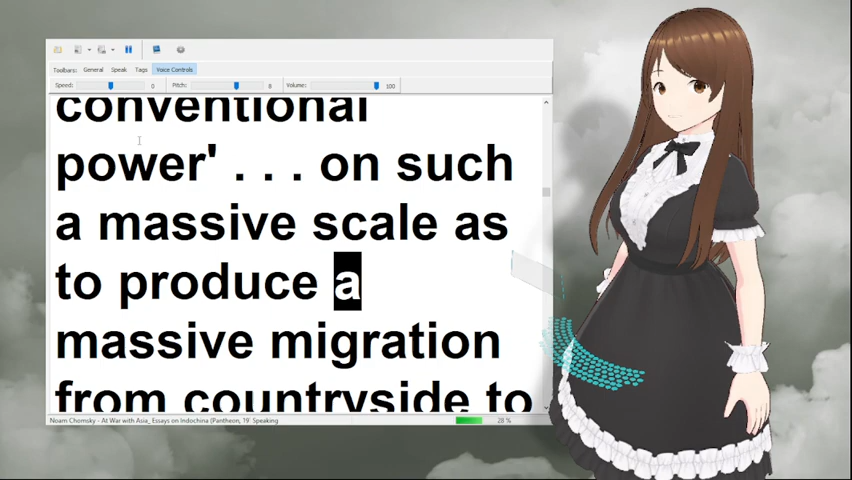 Toolbars: General Speak Tags Voice Controls
Speed: 0 Pitch: 8 Volume: 100
conventional
power' . . . on such
a massive scale as
to produce a
massive migration
from countryside to
Noam Chomsky - At War with Asia_ Essays on Indochina (Pantheon, 19 Speaking 28 %